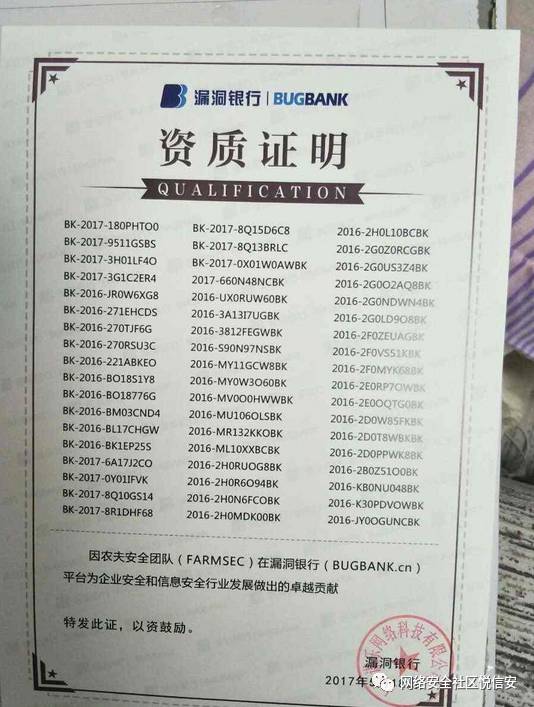 漏洞银行 | BUGBANK
资质证明
QUALIFICATION
BK-2017-180PHTO0 BK-2017-8Q15D6C8 2016-2H0L10BCBK
BK-2017-9511GSBS BK-2017-8Q13BRLC 2016-2G0Z0RCGBK
BK-2017-3H01LF4O BK-2017-0X01W0AWBK 2016-2G0US3Z4BK
BK-2017-3G1C2ER4 2017-660N48NCBK 2016-2G0O2AQ8BK
BK-2016-JR0W6XG8 2016-UX0RUW60BK 2016-2G0NDWN4BK
BK-2016-271EHCDS 2016-3A13I7UGBK 2016-2G0LD9O8BK
BK-2016-270TJF6G 2016-3812FEGWBK 2016-2F0ZEUAGBK
BK-2016-270RSU3C 2016-S90N97NSBK 2016-2F0VSS1KBK
BK-2016-221ABKEO 2016-MY11GCW8BK 2016-2F0MYK68BK
BK-2016-BO18S1Y8 2016-MY0W3O60BK 2016-2E0RP7OWBK
BK-2016-BO18776G 2016-MV0O0HWWBK 2016-2E0OQTG0BK
BK-2016-BM03CND4 2016-MU106OLSBK 2016-2D0W85FKBK
BK-2016-BL17CHGW 2016-MR132KKOBK 2016-2D0T8WBKBK
BK-2016-BK1EP25S 2016-ML10XXBCBK 2016-2D0PPWK8BK
BK-2017-6A17J2CO 2016-2H0RUOG8BK 2016-2B0Z51O0BK
BK-2017-0Y01IFVK 2016-2H0R6O94BK 2016-KB0NU048BK
BK-2017-8Q10GS14 2016-2H0N6FCOBK 2016-K30PDVOWBK
BK-2017-8R1DHF68 2016-2H0MDK00BK 2016-JY0OGUNCBK
因农夫安全团队（FARMSEC）在漏洞银行（BUGBANK.cn）
平台为企业安全和信息安全行业发展做出的卓越贡献
特发此证，以资鼓励。
网络科技有限公
漏洞银行
2017年
网络安全社区悦信安